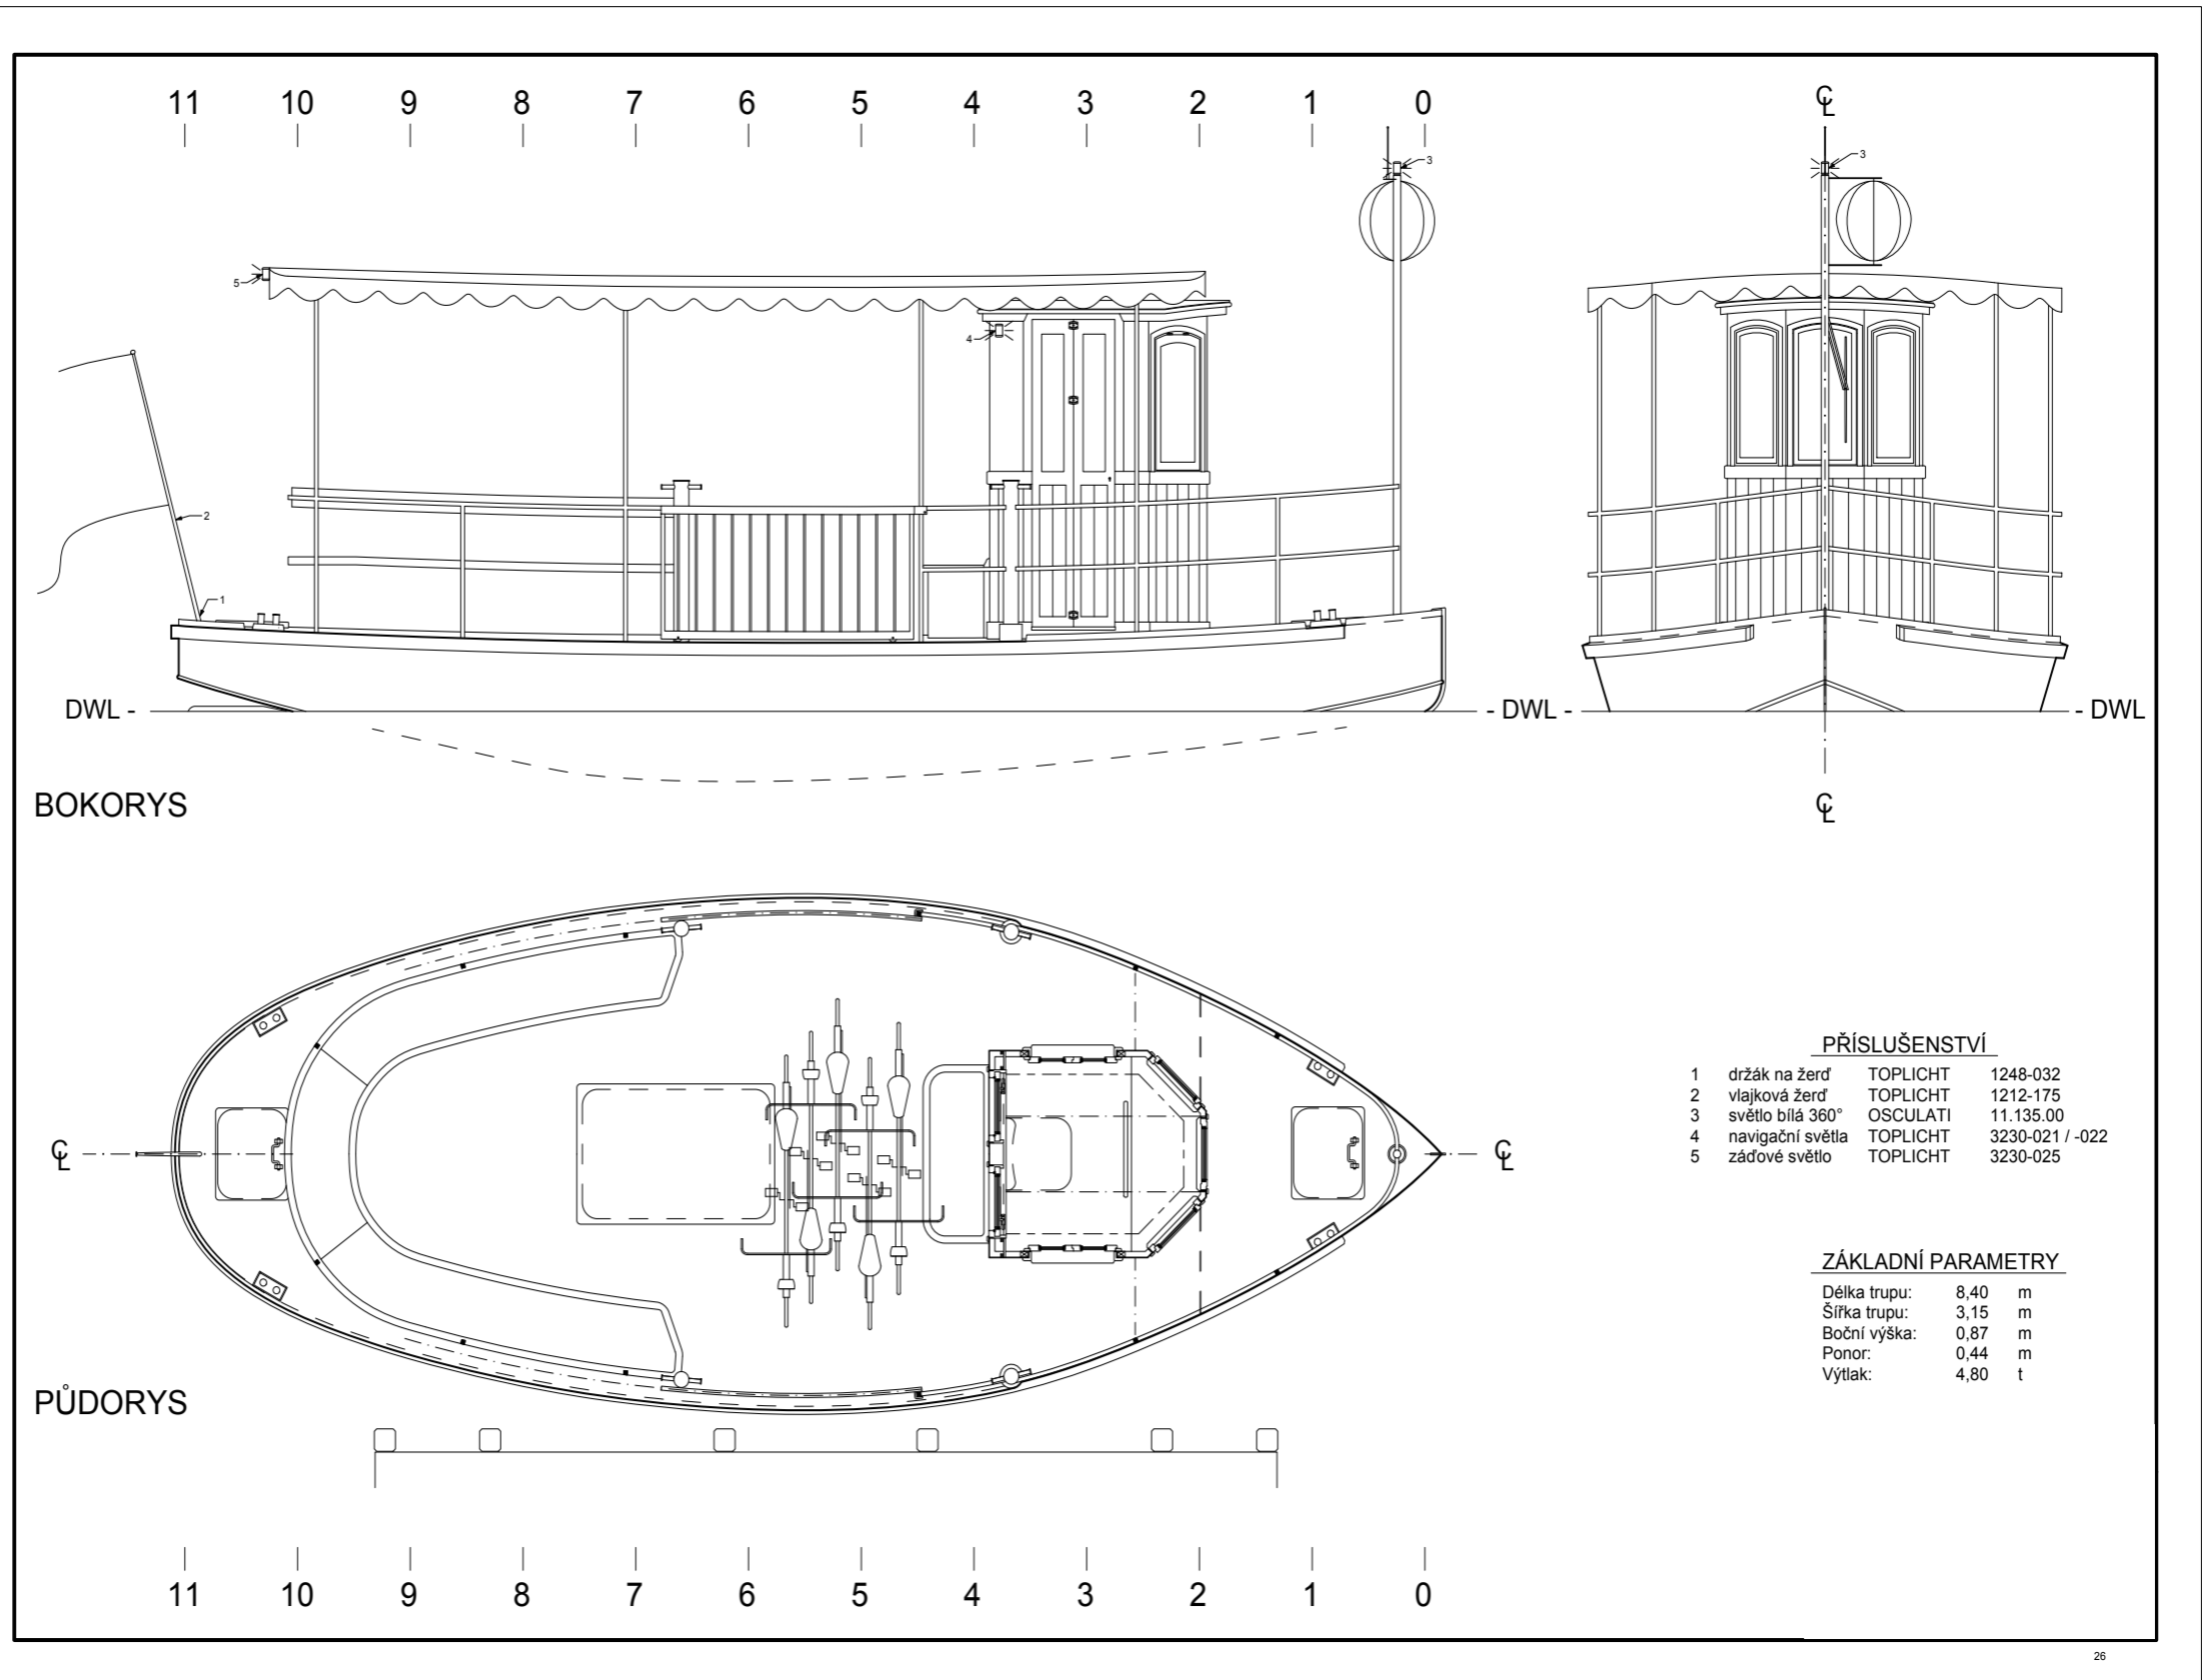 11 10 9 8 7 6 5 4 3 2 1 0 ℄
3 3
5
4
2
1
DWL - - DWL - - DWL
BOKORYS ℄
℄ ℄
PŘÍSLUŠENSTVÍ
1 držák na žerď TOPLICHT 1248-032
2 vlajková žerď TOPLICHT 1212-175
3 světlo bílá 360° OSCULATI 11.135.00
4 navigační světla TOPLICHT 3230-021 / -022
5 záďové světlo TOPLICHT 3230-025
ZÁKLADNÍ PARAMETRY
Délka trupu: 8,40 m
Šířka trupu: 3,15 m
Boční výška: 0,87 m
Ponor: 0,44 m
Výtlak: 4,80 t
PŮDORYS
11 10 9 8 7 6 5 4 3 2 1 0
26